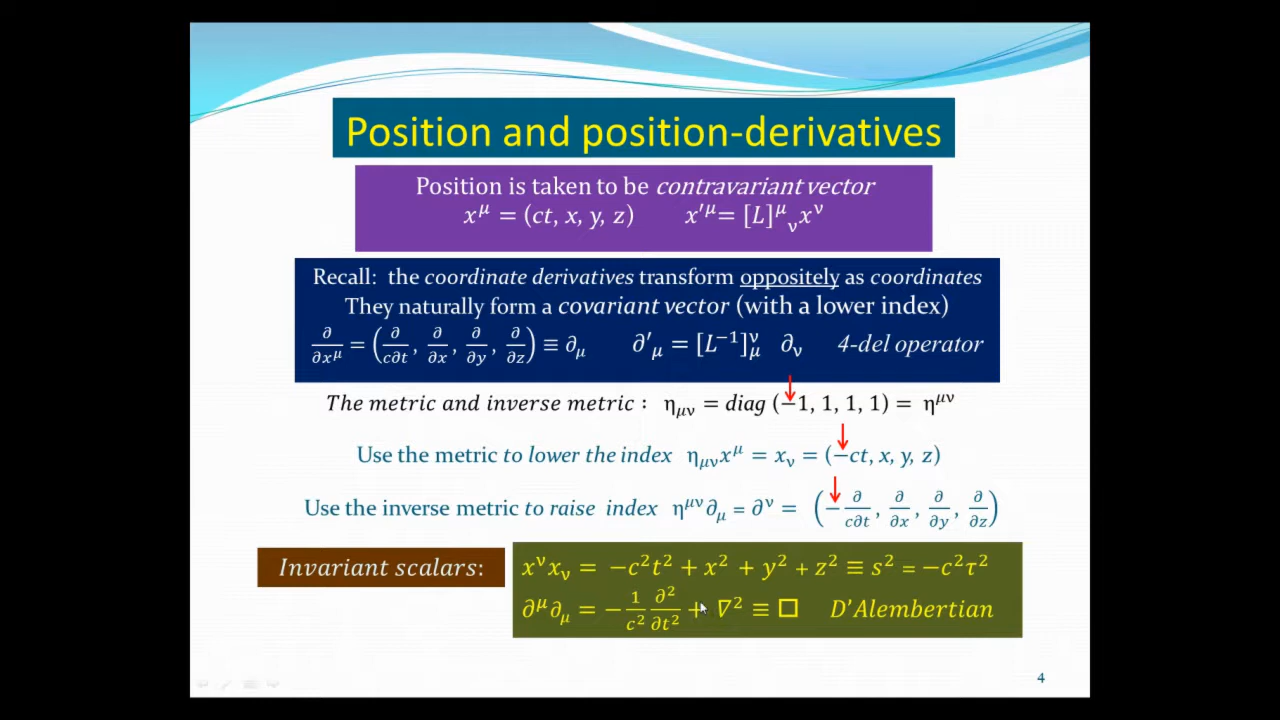 Position and position-derivatives
Position is taken to be contravariant vector
x^μ = (ct, x, y, z) x′^μ = [L]^μ_ν x^ν
Recall: the coordinate derivatives transform oppositely as coordinates
They naturally form a covariant vector (with a lower index)
∂/∂x^μ = (∂/c∂t, ∂/∂x, ∂/∂y, ∂/∂z) ≡ ∂_μ ∂′_μ = [L^−1]^ν_μ ∂_ν 4-del operator
The metric and inverse metric : η_μν = diag (−1, 1, 1, 1) = η^μν
Use the metric to lower the index η_μν x^μ = x_ν = (−ct, x, y, z)
Use the inverse metric to raise index η^μν ∂_μ = ∂^ν = (−∂/c∂t, ∂/∂x, ∂/∂y, ∂/∂z)
Invariant scalars:
x^ν x_ν = −c²t² + x² + y² + z² ≡ s² = −c²τ²
∂^μ ∂_μ = −1/c² ∂²/∂t² + ∇² ≡ □ D’Alembertian
4